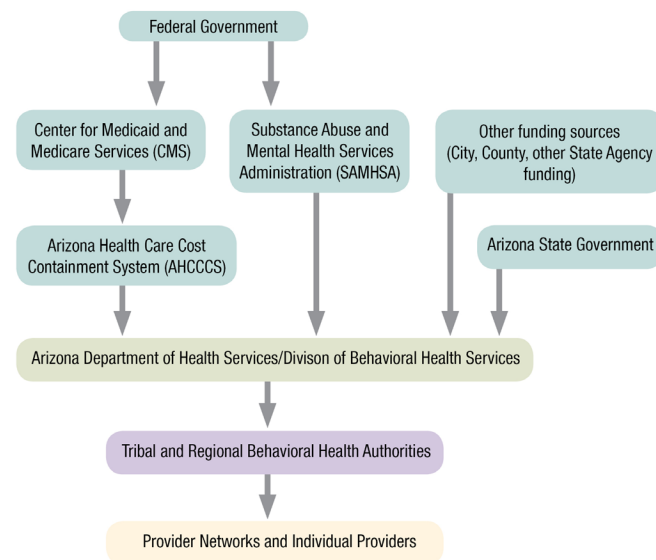 Federal Government
Center for Medicaid and
Medicare Services (CMS)
Substance Abuse and
Mental Health Services
Administration (SAMHSA)
Other funding sources
(City, County, other State Agency
funding)
Arizona Health Care Cost
Containment System (AHCCCS)
Arizona State Government
Arizona Department of Health Services/Divison of Behavioral Health Services
Tribal and Regional Behavioral Health Authorities
Provider Networks and Individual Providers